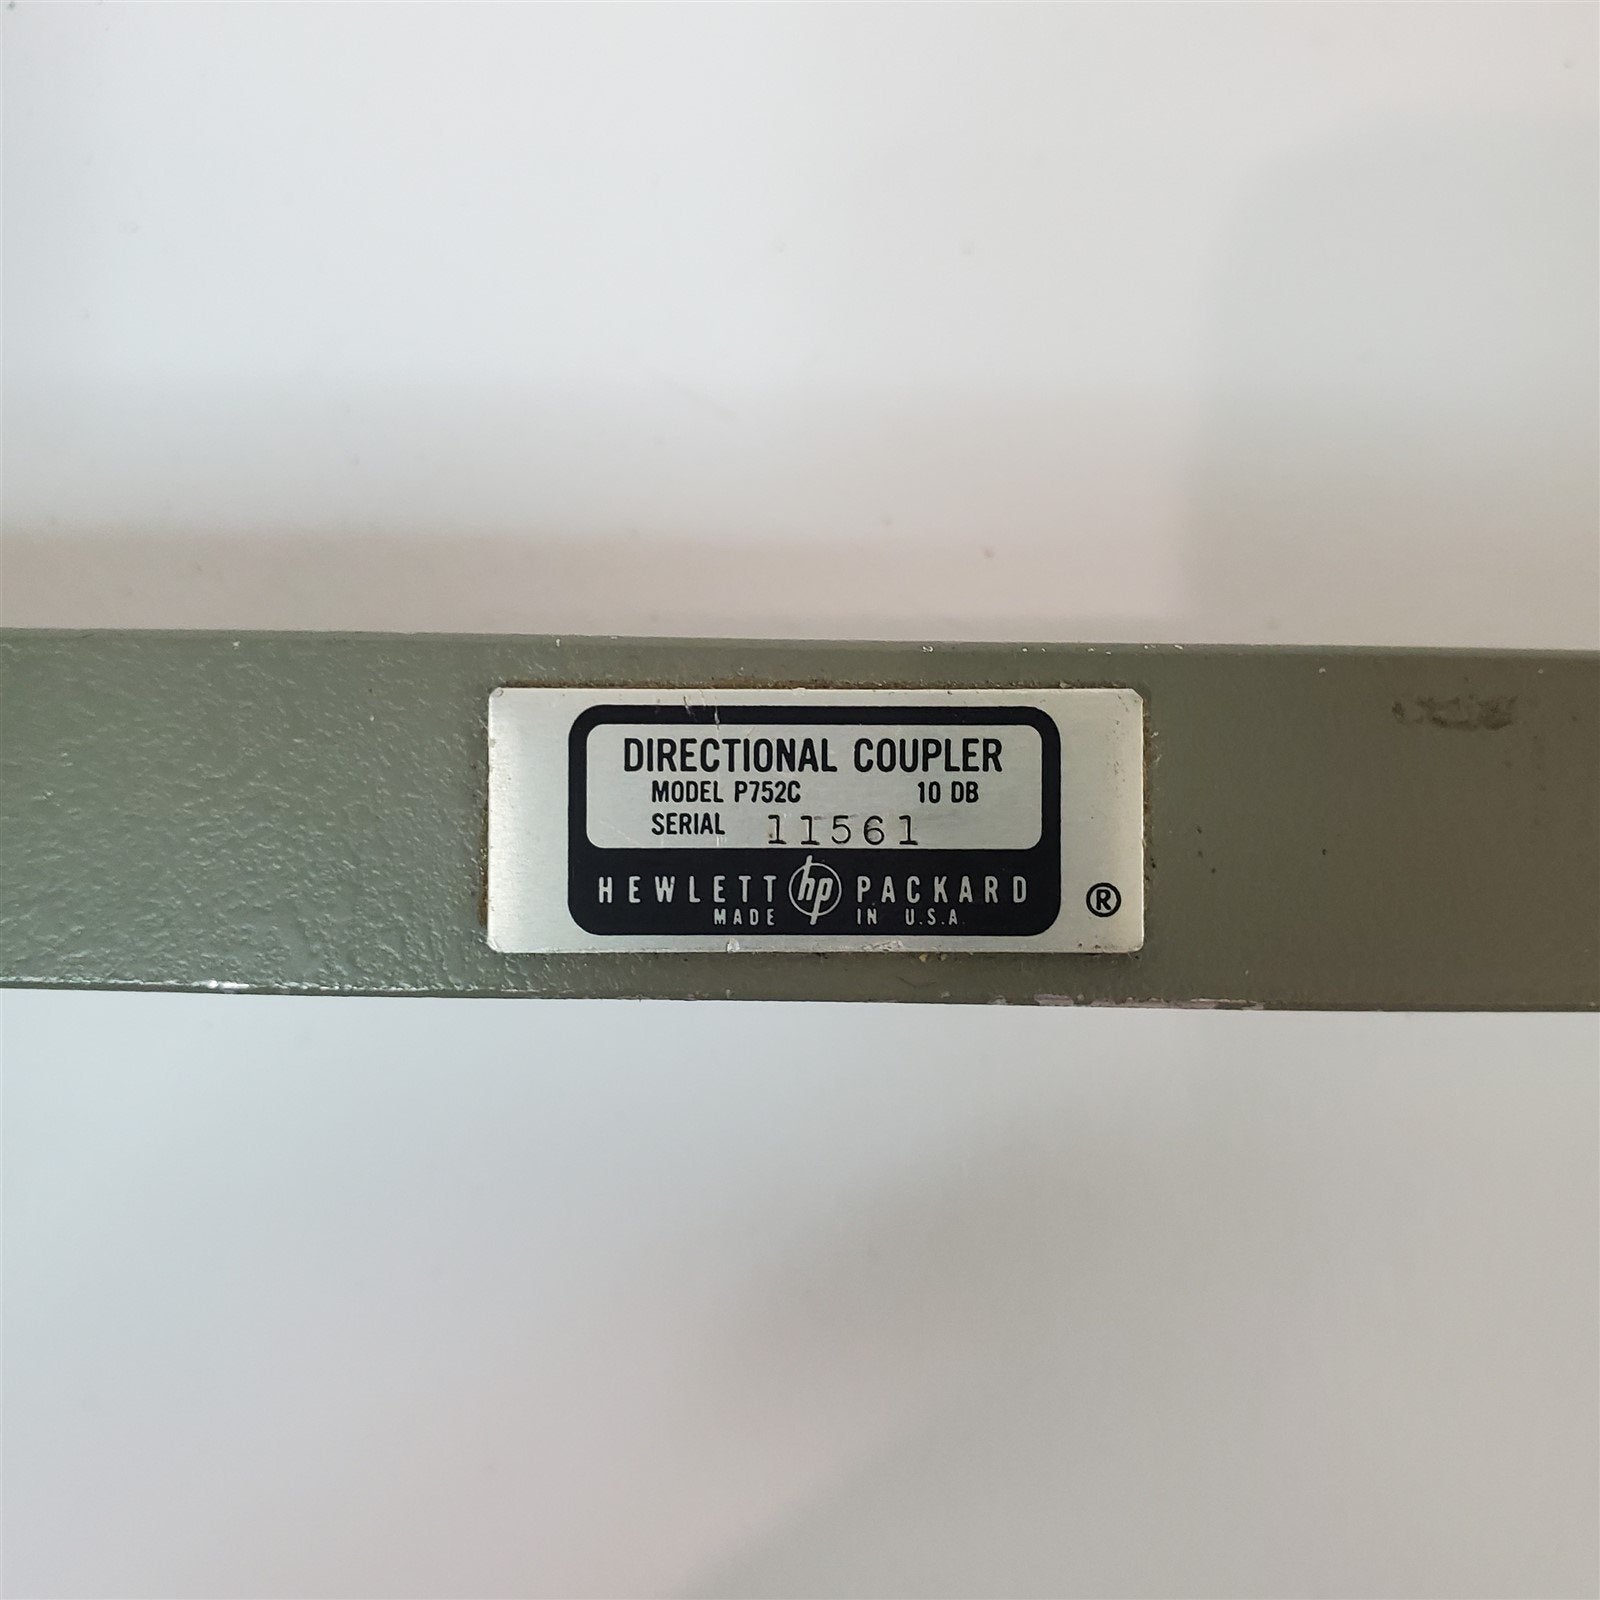 DIRECTIONAL COUPLER
MODEL P752C 10 DB
SERIAL 11561
HEWLETT hp PACKARD
MADE IN U.S.A.
®